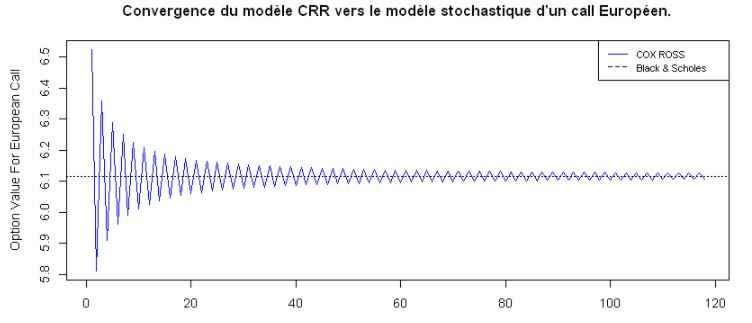 Convergence du modèle CRR vers le modèle stochastique d'un call Européen.
COX ROSS
Black & Scholes
Option Value For European Call
6.5
6.4
6.3
6.2
6.1
6.0
5.9
5.8
0 20 40 60 80 100 120